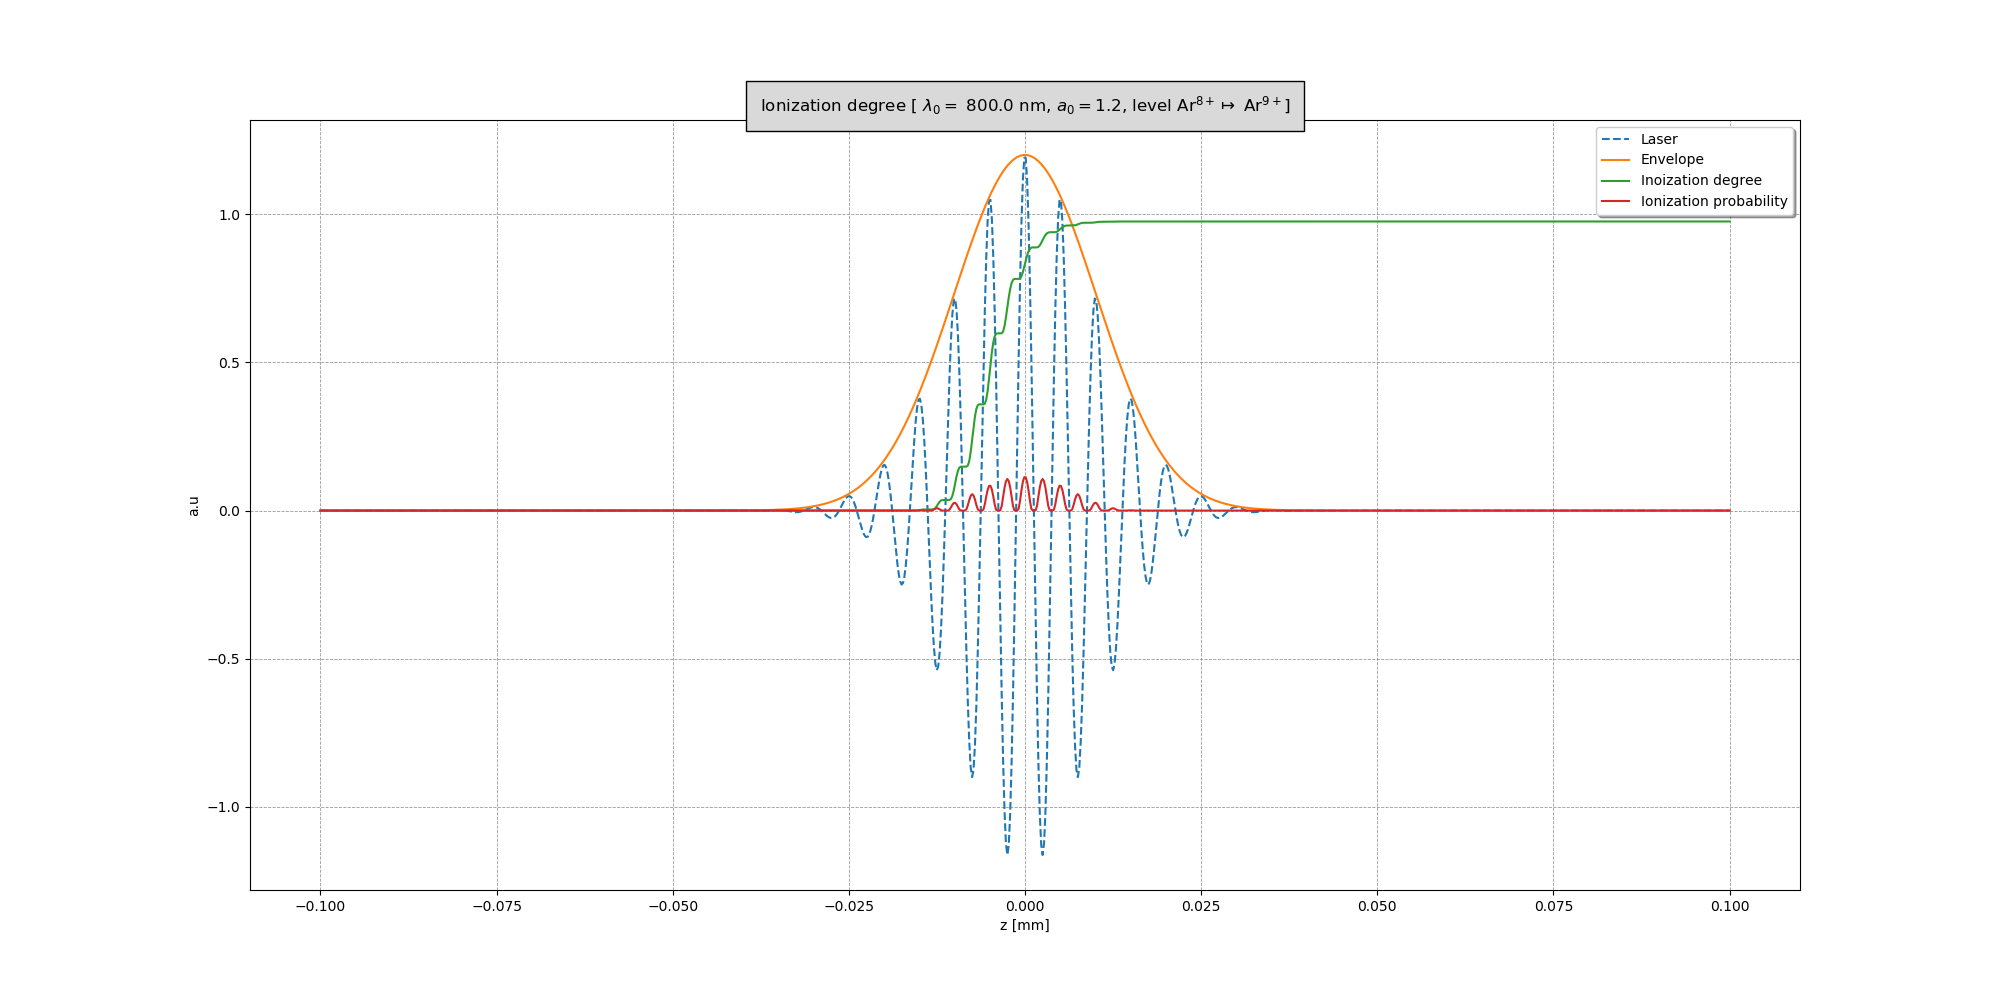 Ionization degree [ λ₀ = 800.0 nm, a₀ = 1.2, level Ar⁸⁺ ↦ Ar⁹⁺]
Laser
Envelope
Inoization degree
Ionization probability
1.0
0.5
0.0
−0.5
−1.0
a.u
−0.100 −0.075 −0.050 −0.025 0.000 0.025 0.050 0.075 0.100
z [mm]